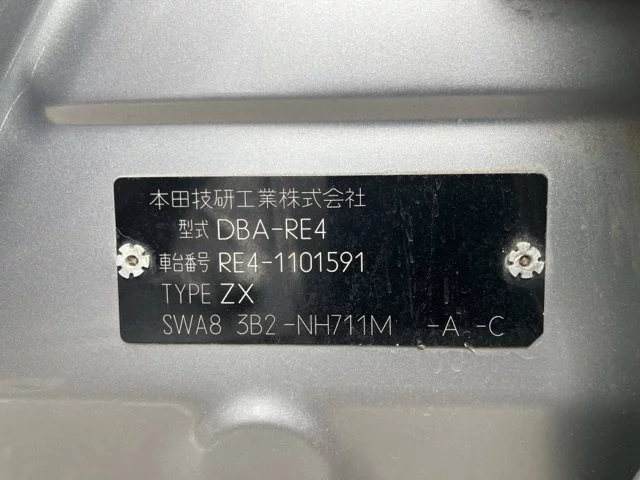 本田技研工業株式会社
型式 DBA-RE4
車台番号 RE4-1101591
TYPE ZX
SWA8 3B2-NH711M -A -C